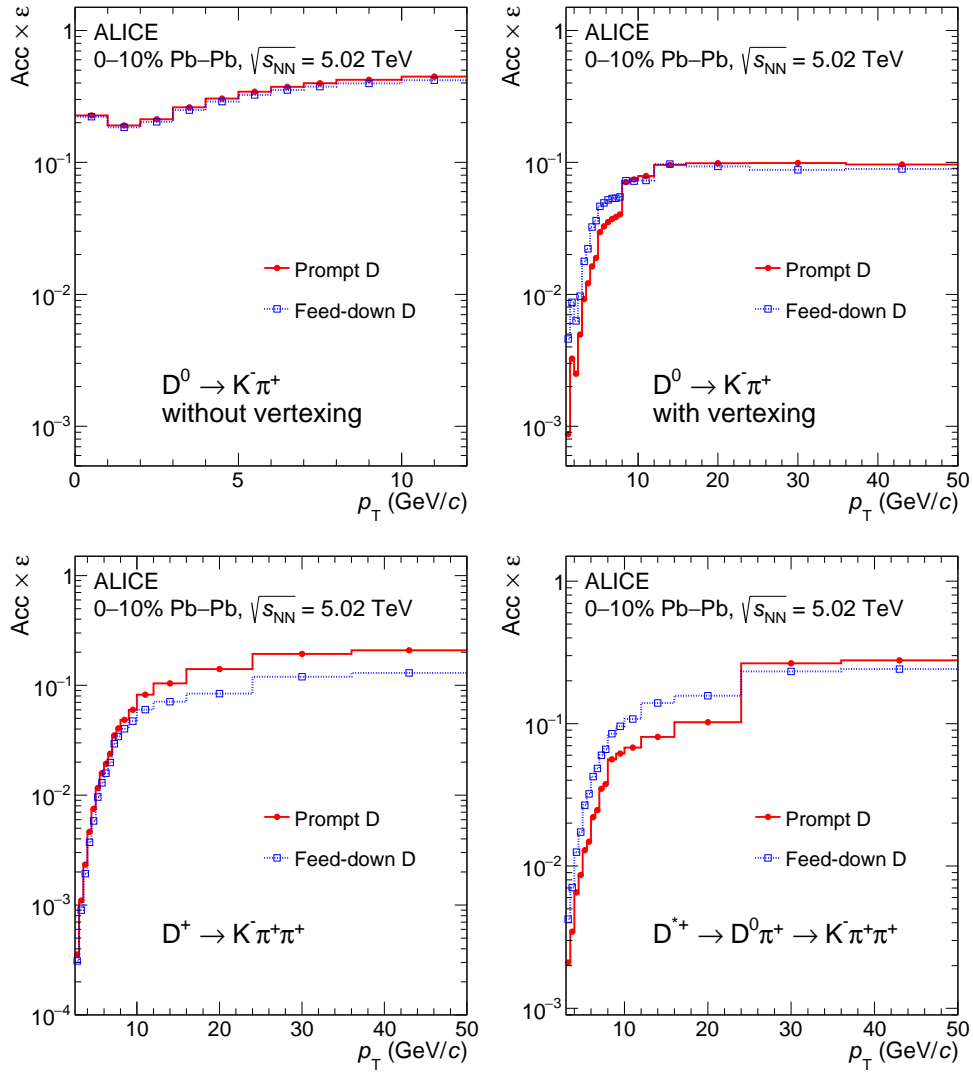 Acc × ε
ALICE
0–10% Pb–Pb, √sNN = 5.02 TeV
1
10⁻¹
10⁻²
10⁻³
Prompt D
Feed-down D
D⁰ → K⁻π⁺
without vertexing
0 5 10
pT (GeV/c)
Acc × ε
ALICE
0–10% Pb–Pb, √sNN = 5.02 TeV
1
10⁻¹
10⁻²
10⁻³
Prompt D
Feed-down D
D⁰ → K⁻π⁺
with vertexing
10 20 30 40 50
pT (GeV/c)
Acc × ε
ALICE
0–10% Pb–Pb, √sNN = 5.02 TeV
1
10⁻¹
10⁻²
10⁻³
10⁻⁴
Prompt D
Feed-down D
D⁺ → K⁻π⁺π⁺
10 20 30 40 50
pT (GeV/c)
Acc × ε
ALICE
0–10% Pb–Pb, √sNN = 5.02 TeV
1
10⁻¹
10⁻²
10⁻³
Prompt D
Feed-down D
D*⁺ → D⁰π⁺ → K⁻π⁺π⁺
10 20 30 40 50
pT (GeV/c)